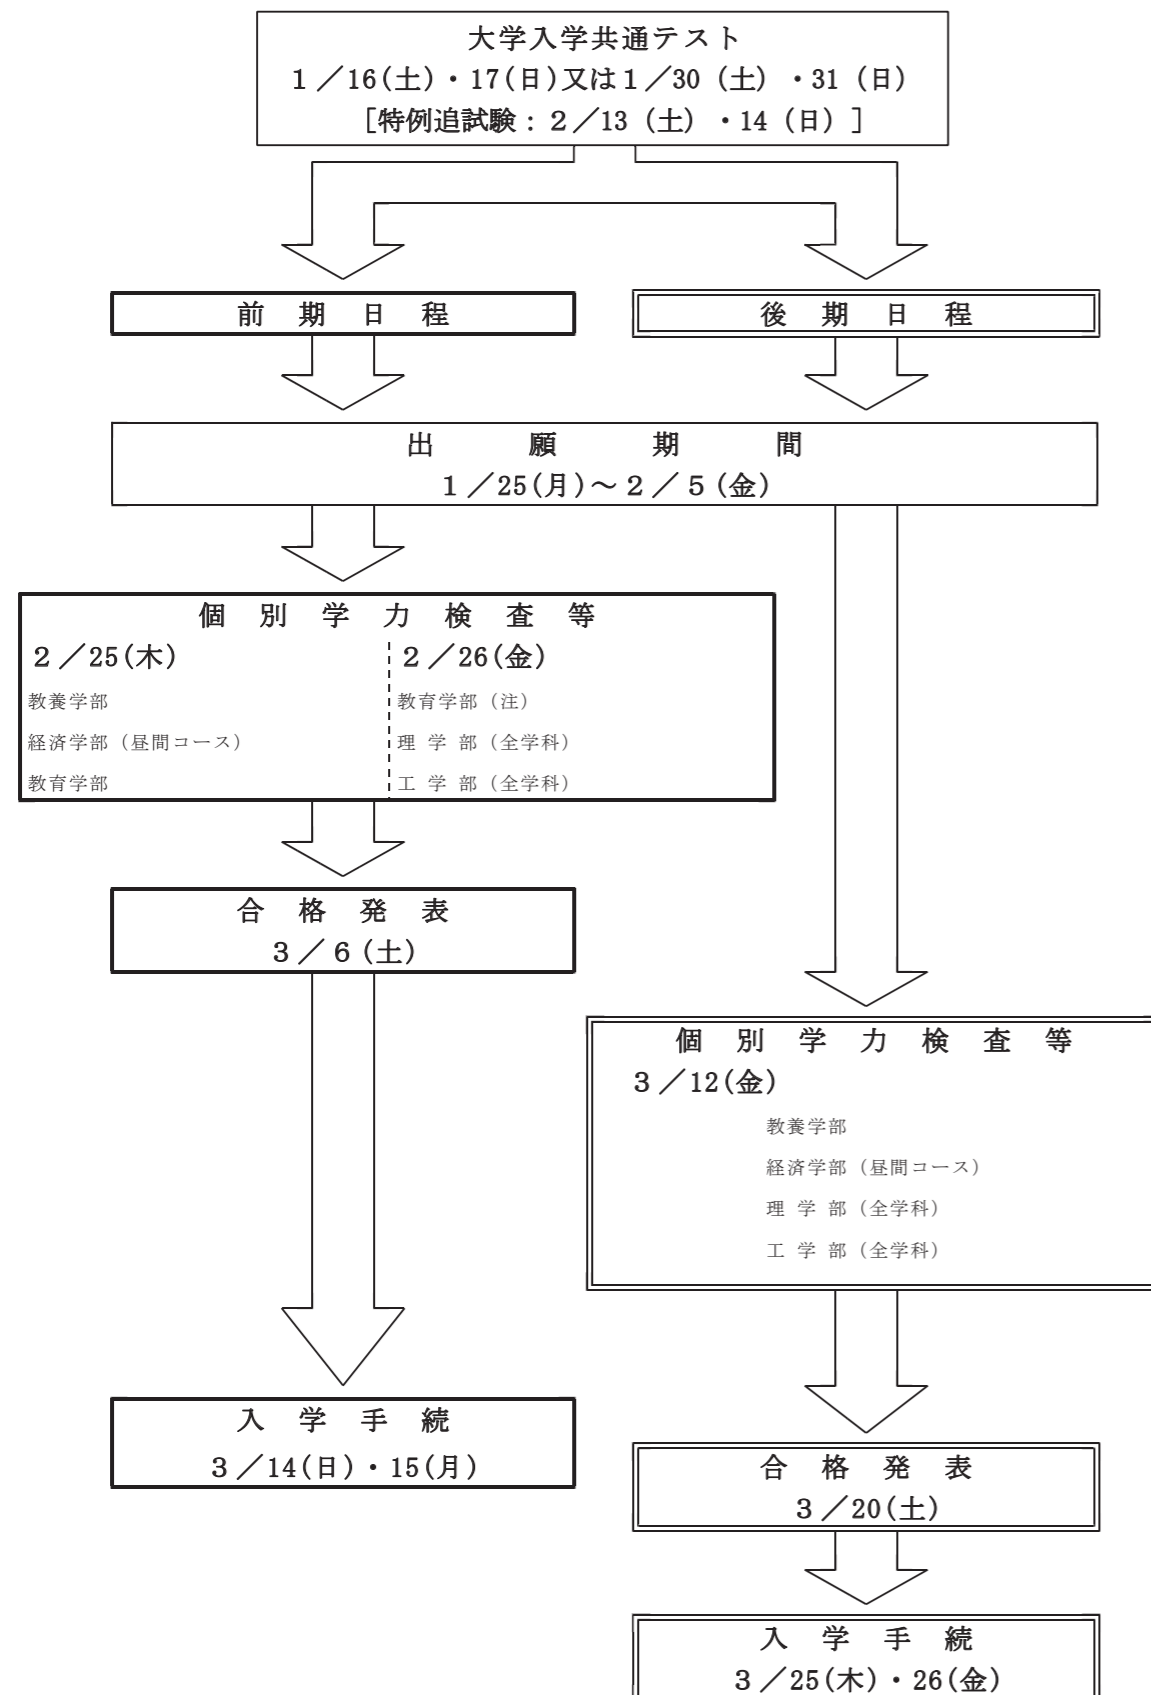 大学入学共通テスト
1／16(土)・17(日)又は1／30（土）・31（日）
［特例追試験：2／13（土）・14（日）］
前期日程
後期日程
出願期間
1／25(月)～2／5(金)
個別学力検査等
2／25(木)
教養学部
経済学部（昼間コース）
教育学部
2／26(金)
教育学部（注）
理学部（全学科）
工学部（全学科）
合格発表
3／6(土)
個別学力検査等
3／12(金)
教養学部
経済学部（昼間コース）
理学部（全学科）
工学部（全学科）
入学手続
3／14(日)・15(月)
合格発表
3／20(土)
入学手続
3／25(木)・26(金)